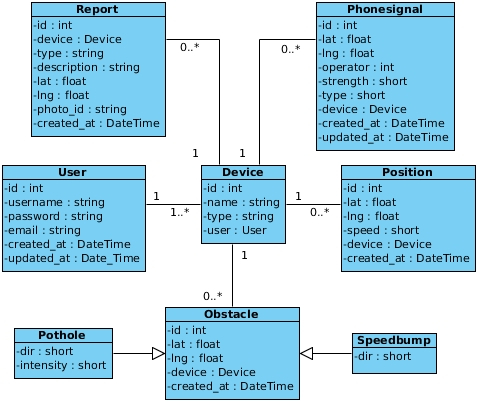 Report
-id : int
-device : Device
-type : string
-description : string
-lat : float
-lng : float
-photo_id : string
-created_at : DateTime
0..*
Phonesignal
-id : int
-lat : float
-lng : float
-operator : int
-strength : short
-type : short
-device : Device
-created_at : DateTime
-updated_at : DateTime
0..*
1
1
User
-id : int
-username : string
-password : string
-email : string
-created_at : DateTime
-updated_at : Date_Time
1
1..*
Device
-id : int
-name : string
-type : string
-user : User
1
0..*
Position
-id : int
-lat : float
-lng : float
-speed : short
-device : Device
-created_at : DateTime
1
0..*
Obstacle
-id : int
-lat : float
-lng : float
-device : Device
-created_at : DateTime
Pothole
-dir : short
-intensity : short
Speedbump
-dir : short